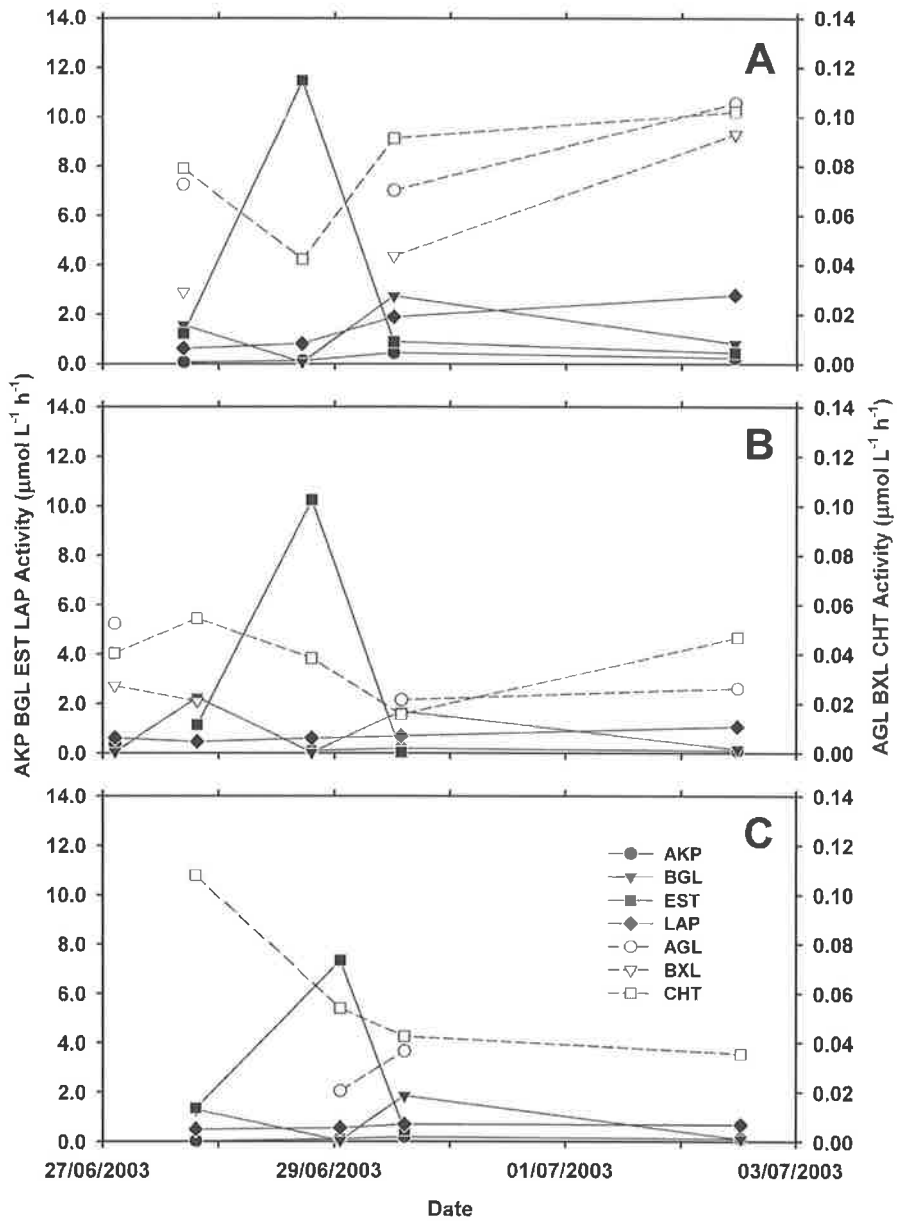 14.0 0.14
12.0 A 0.12
10.0 0.10
8.0 0.08
6.0 0.06
4.0 0.04
2.0 0.02
0.0 0.00
14.0 0.14
12.0 B 0.12
10.0 0.10
8.0 0.08
6.0 0.06
4.0 0.04
2.0 0.02
0.0 0.00
14.0 0.14
12.0 C 0.12
10.0 0.10
8.0 0.08
6.0 0.06
4.0 0.04
2.0 0.02
0.0 0.00
AKP BGL EST LAP Activity (μmol L⁻¹ h⁻¹)
AGL BXL CHT Activity (μmol L⁻¹ h⁻¹)
AKP
BGL
EST
LAP
AGL
BXL
CHT
27/06/2003 29/06/2003 01/07/2003 03/07/2003
Date